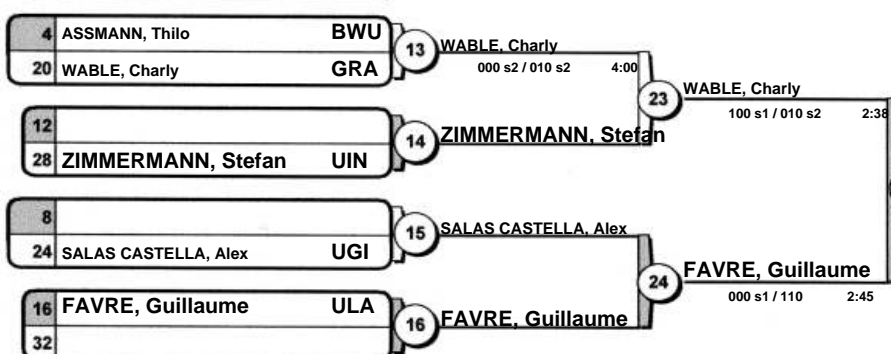 4 ASSMANN, Thilo BWU
20 WABLE, Charly GRA
13 WABLE, Charly
000 s2 / 010 s2 4:00
12
28 ZIMMERMANN, Stefan UIN
14 ZIMMERMANN, Stefan
23 WABLE, Charly
100 s1 / 010 s2 2:38
8
24 SALAS CASTELLA, Alex UGI
15 SALAS CASTELLA, Alex
16 FAVRE, Guillaume ULA
32
16 FAVRE, Guillaume
24 FAVRE, Guillaume
000 s1 / 110 2:45